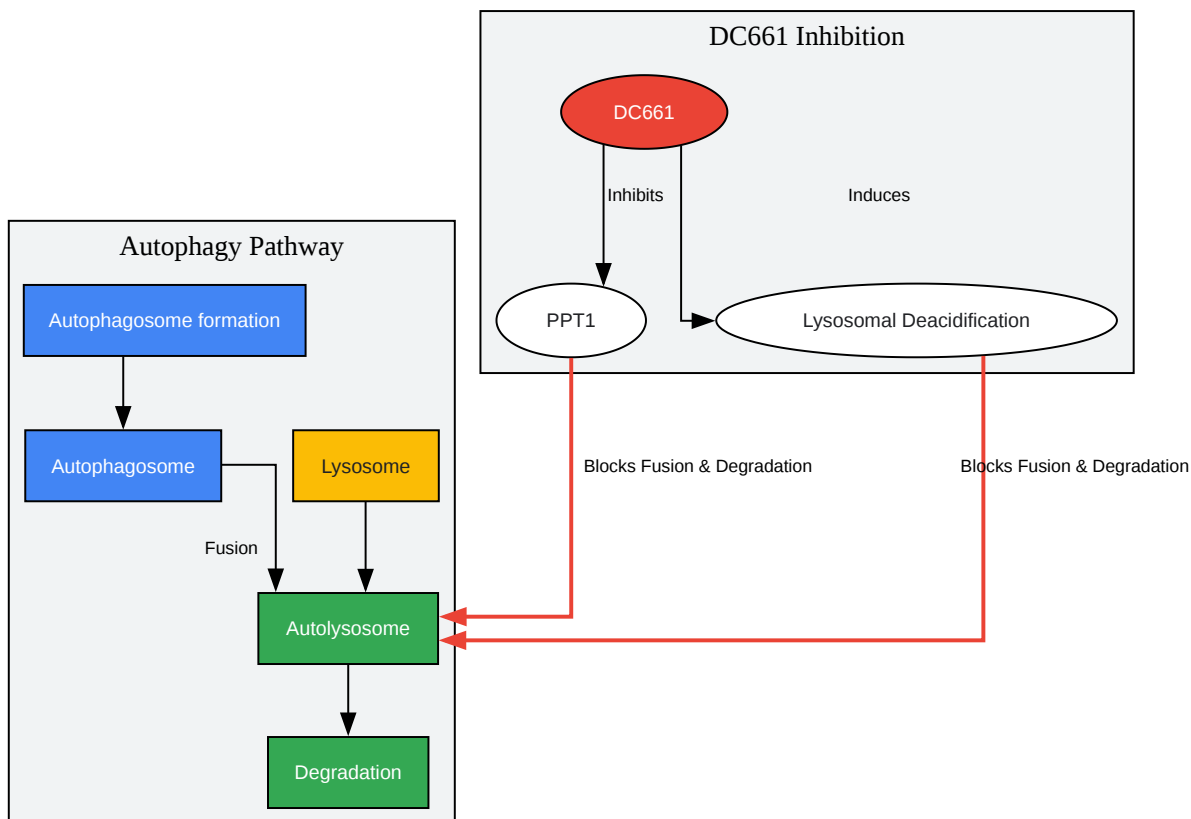 DC661 Inhibition
DC661
Inhibits
Induces
PPT1
Lysosomal Deacidification
Autophagy Pathway
Autophagosome formation
Autophagosome
Lysosome
Blocks Fusion & Degradation
Blocks Fusion & Degradation
Fusion
Autolysosome
Degradation